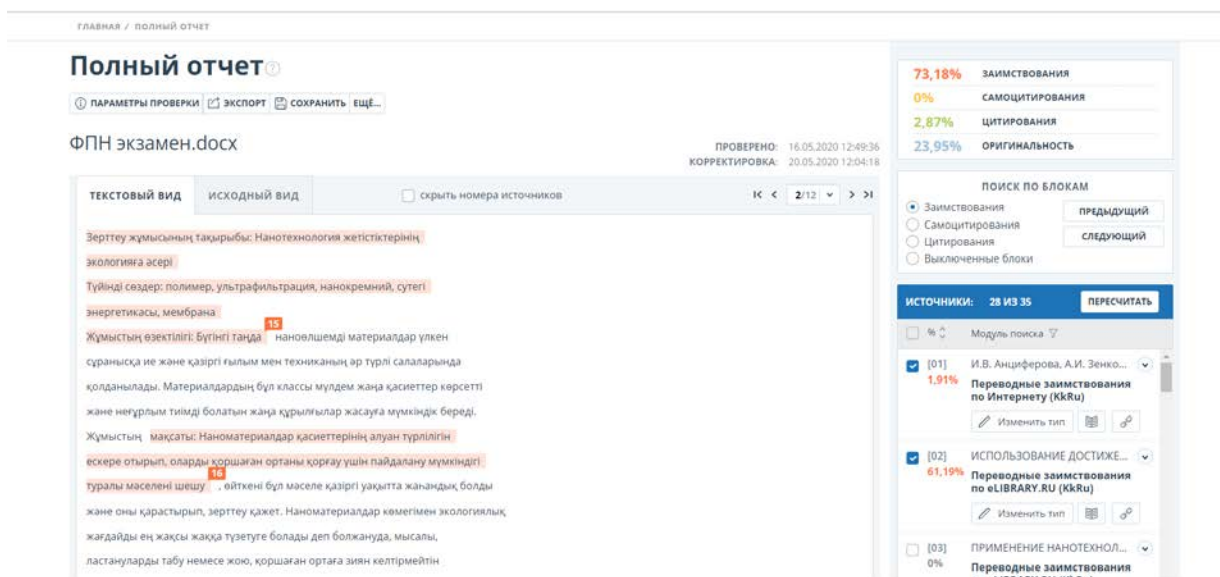 ГЛАВНАЯ / ПОЛНЫЙ ОТЧЕТ
Полный отчет
ПАРАМЕТРЫ ПРОВЕРКИ ЭКСПОРТ СОХРАНИТЬ ЕЩЁ...
ФПН экзамен.docx
ПРОВЕРЕНО: 16.05.2020 12:49:36
КОРРЕКТИРОВКА: 20.05.2020 12:04:18
ТЕКСТОВЫЙ ВИД ИСХОДНЫЙ ВИД скрыть номера источников 2/12
Зерттеу жұмысының тақырыбы: Нанотехнология жетістіктерінің
экологияға әсері
Түйінді сөздер: полимер, ультрафильтрация, нанокремний, сутегі
энергетикасы, мембрана
15
Жұмыстың өзектілігі: Бүгінгі таңда нанөөлшемді материалдар үлкен
сұранысқа ие және қазіргі ғылым мен техниканың әр түрлі салаларында
қолданылады. Материалдардың бұл классы мүлдем жаңа қасиеттер көрсетті
және неғұрлым тиімді болатын жаңа құрылғылар жасауға мүмкіндік береді.
Жұмыстың мақсаты: Наноматериалдар қасиеттерінің алуан түрлілігін
ескере отырып, оларды қоршаған ортаны қорғау үшін пайдалану мүмкіндігі
16
туралы мәселені шешу , өйткені бұл мәселе қазіргі уақытта жаһандық болды
және оны қарастырып, зерттеу қажет. Наноматериалдар көмегімен экологиялық
жағдайды ең жақсы жаққа түзетуге болады деп болжануда, мысалы,
ластануларды табу немесе жою, қоршаған ортаға зиян келтірмейтін
73,18% ЗАИМСТВОВАНИЯ
0% САМОЦИТИРОВАНИЯ
2,87% ЦИТИРОВАНИЯ
23,95% ОРИГИНАЛЬНОСТЬ
ПОИСК ПО БЛОКАМ
Заимствования ПРЕДЫДУЩИЙ
Самоцитирования
Цитирования СЛЕДУЮЩИЙ
Выключенные блоки
ИСТОЧНИКИ: 28 ИЗ 35 ПЕРЕСЧИТАТЬ
% Модуль поиска
[01] И.В. Анциферова, А.И. Зенко...
1,91% Переводные заимствования
по Интернету (KkRu)
Изменить тип
[02] ИСПОЛЬЗОВАНИЕ ДОСТИЖЕ...
61,19% Переводные заимствования
по eLIBRARY.RU (KkRu)
Изменить тип
[03] ПРИМЕНЕНИЕ НАНОТЕХНОЛ...
0% Переводные заимствования